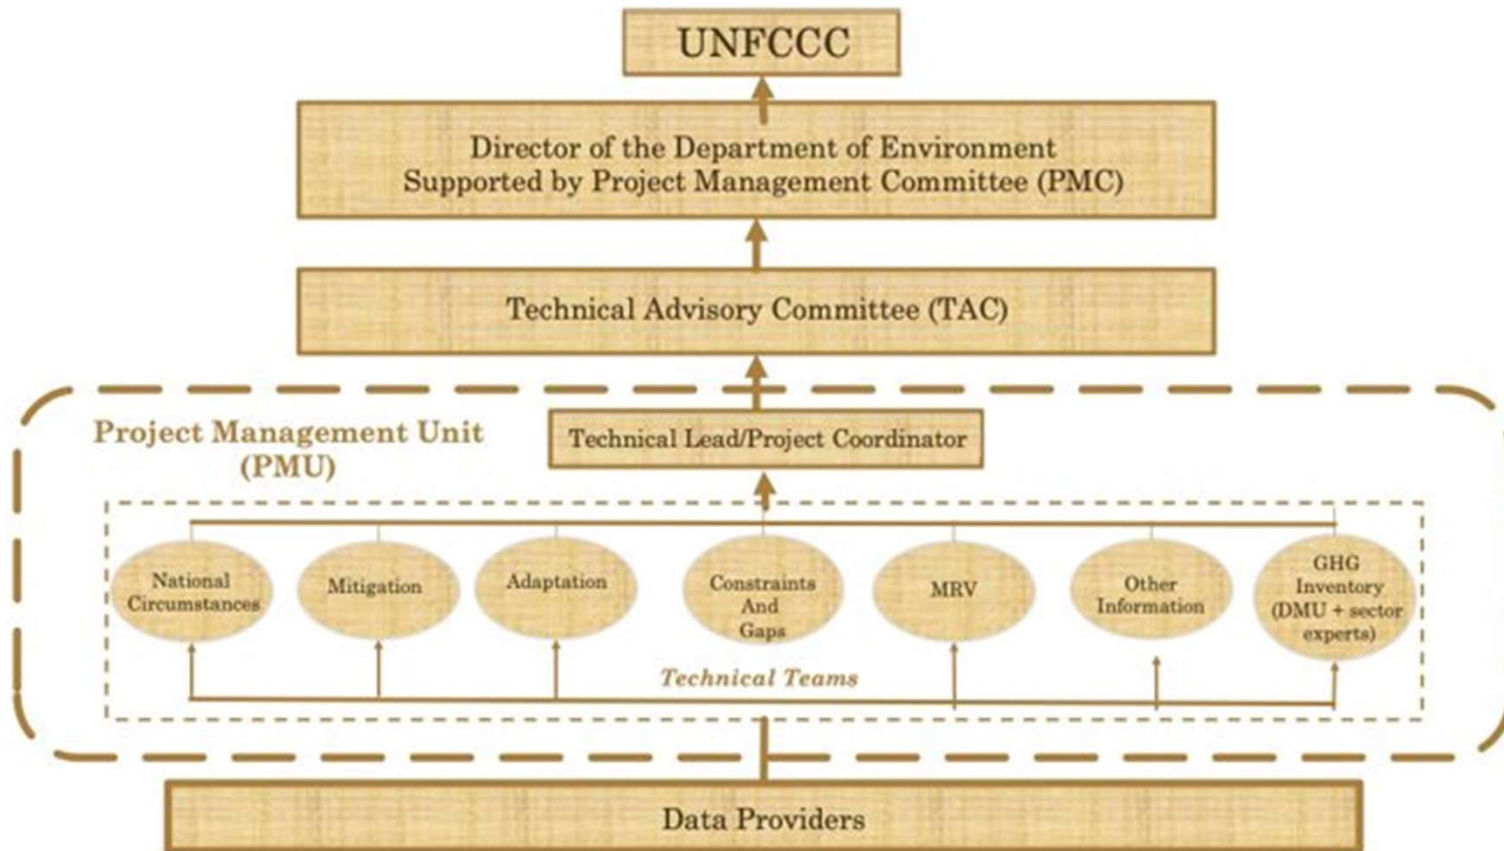 UNFCCC
Director of the Department of Environment
Supported by Project Management Committee (PMC)
Technical Advisory Committee (TAC)
Project Management Unit
(PMU)
Technical Lead/Project Coordinator
National
Circumstances
Mitigation
Adaptation
Constraints
And
Gaps
MRV
Other
Information
GHG
Inventory
(DMU + sector
experts)
Technical Teams
Data Providers